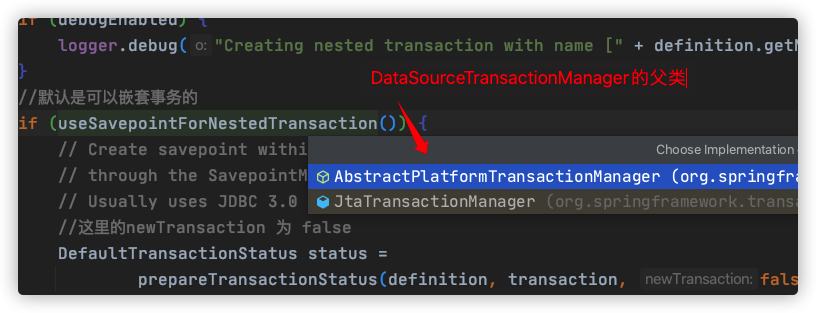 if (debugEnabled) {
logger.debug( o: "Creating nested transaction with name [" + definition.get
}
DataSourceTransactionManager的父类
//默认是可以嵌套事务的
if (useSavepointForNestedTransaction()) {
// Create savepoint withi
Choose Implementation
// through the SavepointM
AbstractPlatformTransactionManager (org.springfra
// Usually uses JDBC 3.0
JtaTransactionManager (org.springframework.transa
//这里的newTransaction 为 false
DefaultTransactionStatus status =
prepareTransactionStatus(definition, transaction, newTransaction: fals